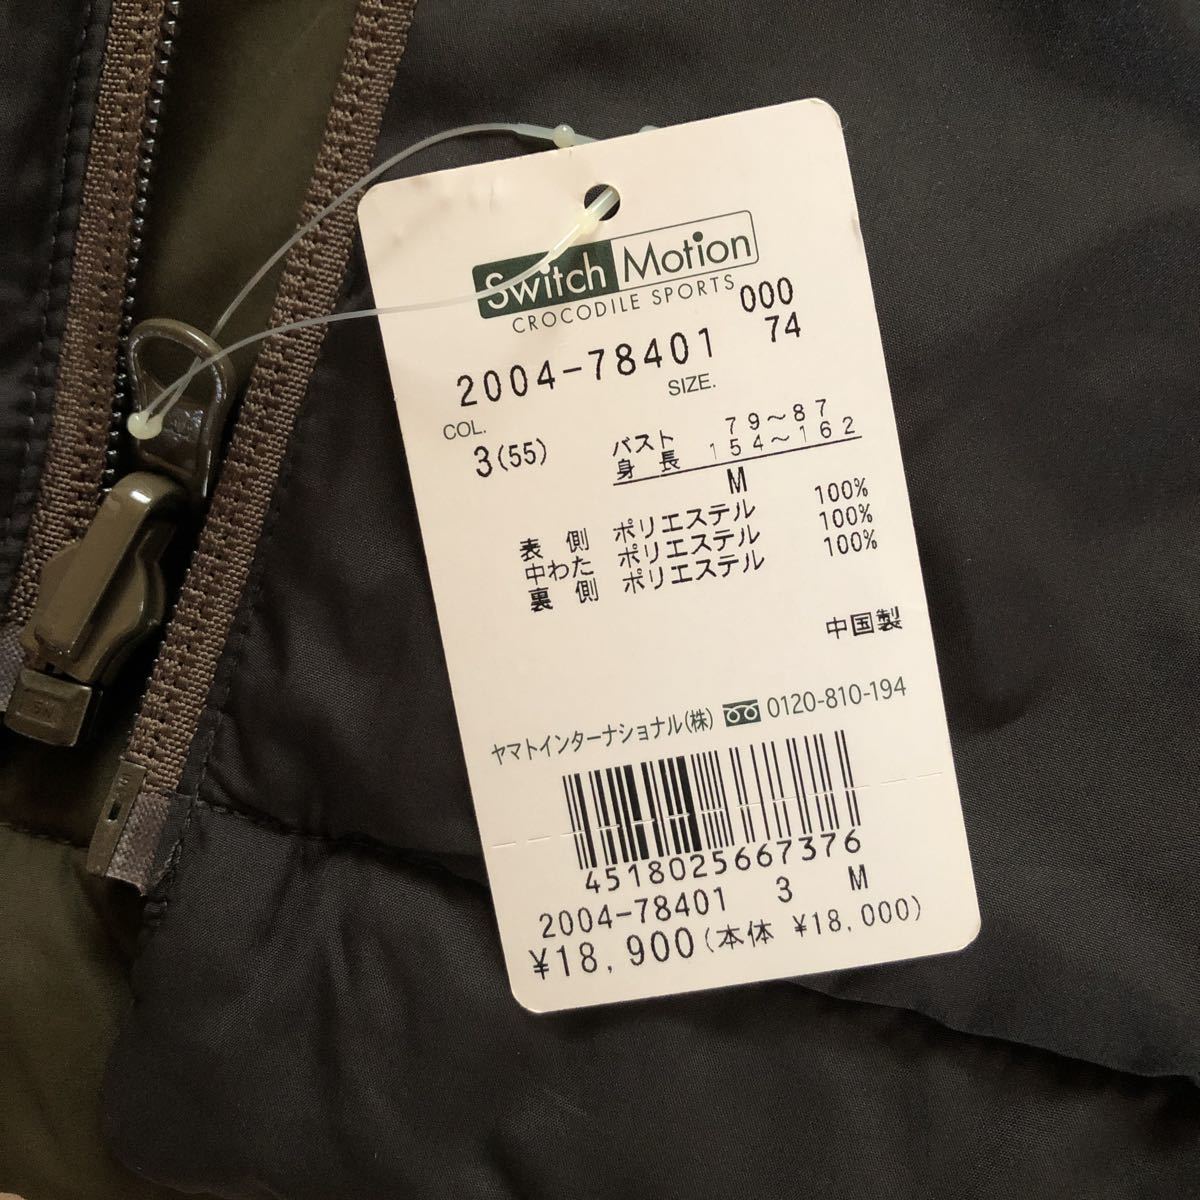 Switch Motion
CROCODILE SPORTS
000
2004-78401 74
SIZE.
COL.
3(55)
バスト 79～87
身長 154～162
M
表側 ポリエステル 100%
中わた ポリエステル 100%
裏側 ポリエステル 100%
中国製
ヤマトインターナショナル(株) 0120-810-194
4518025667376
2004-78401 3 M
¥18,900(本体 ¥18,000)